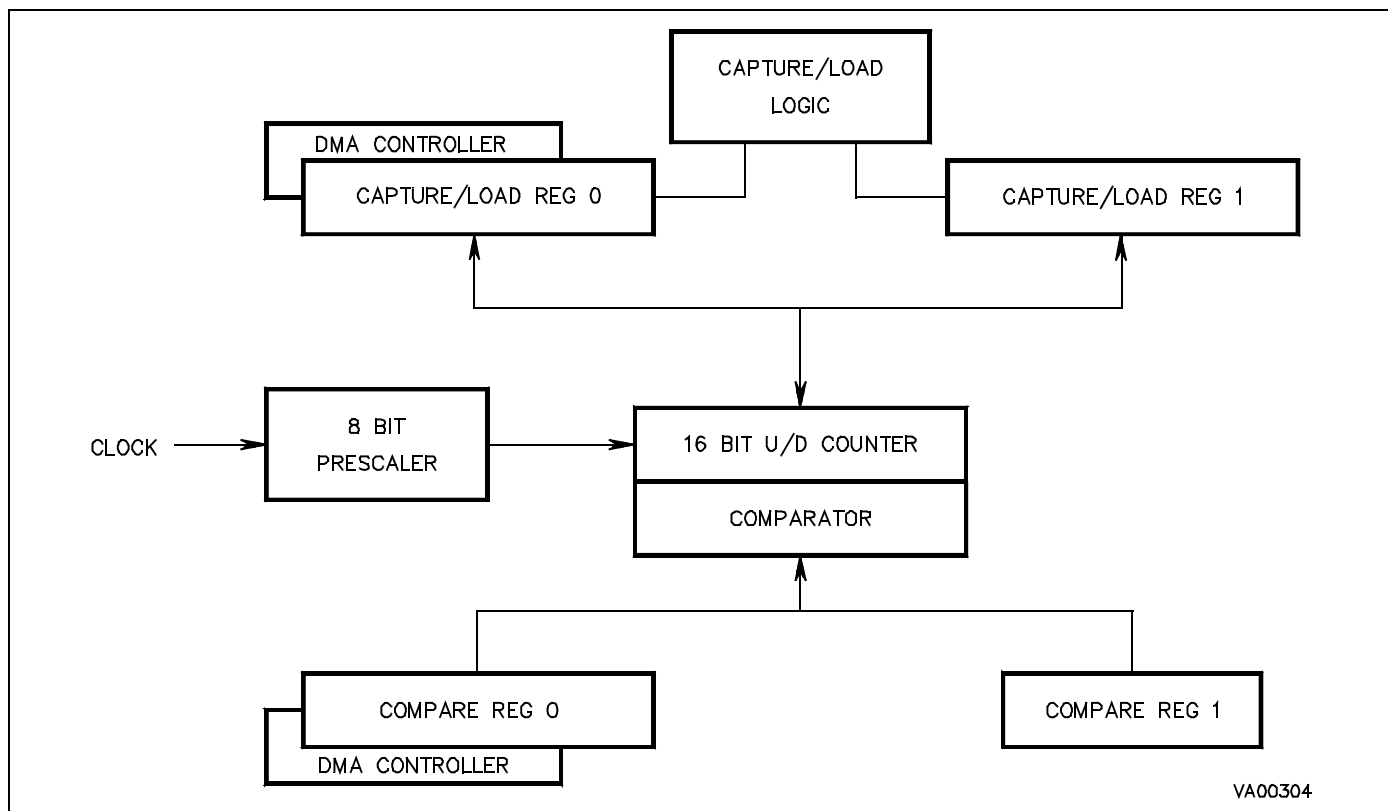 CAPTURE/LOAD
LOGIC
DMA CONTROLLER
CAPTURE/LOAD REG 0
CAPTURE/LOAD REG 1
CLOCK
8 BIT
PRESCALER
16 BIT U/D COUNTER
COMPARATOR
COMPARE REG 0
COMPARE REG 1
DMA CONTROLLER
VA00304